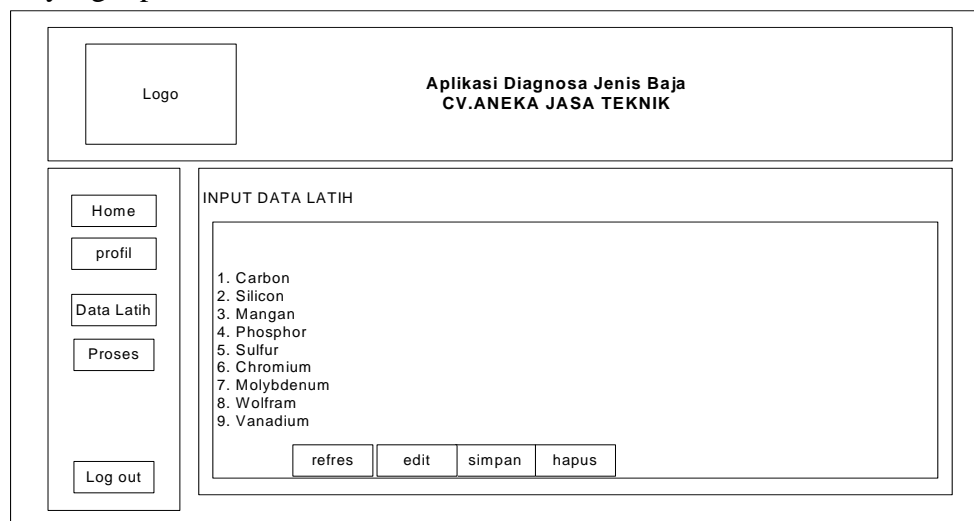 Logo
Aplikasi Diagnosa Jenis Baja
CV.ANEKA JASA TEKNIK
Home
profil
Data Latih
Proses
Log out
INPUT DATA LATIH
1. Carbon
2. Silicon
3. Mangan
4. Phosphor
5. Sulfur
6. Chromium
7. Molybdenum
8. Wolfram
9. Vanadium
refres edit simpan hapus